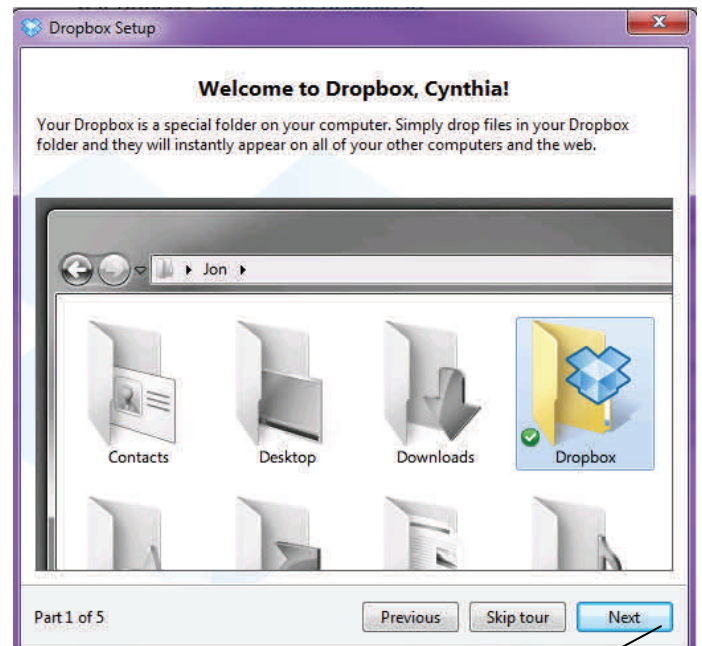 Dropbox Setup
Welcome to Dropbox, Cynthia!
Your Dropbox is a special folder on your computer. Simply drop files in your Dropbox
folder and they will instantly appear on all of your other computers and the web.
Jon
Contacts Desktop Downloads Dropbox
Part 1 of 5 Previous Skip tour Next